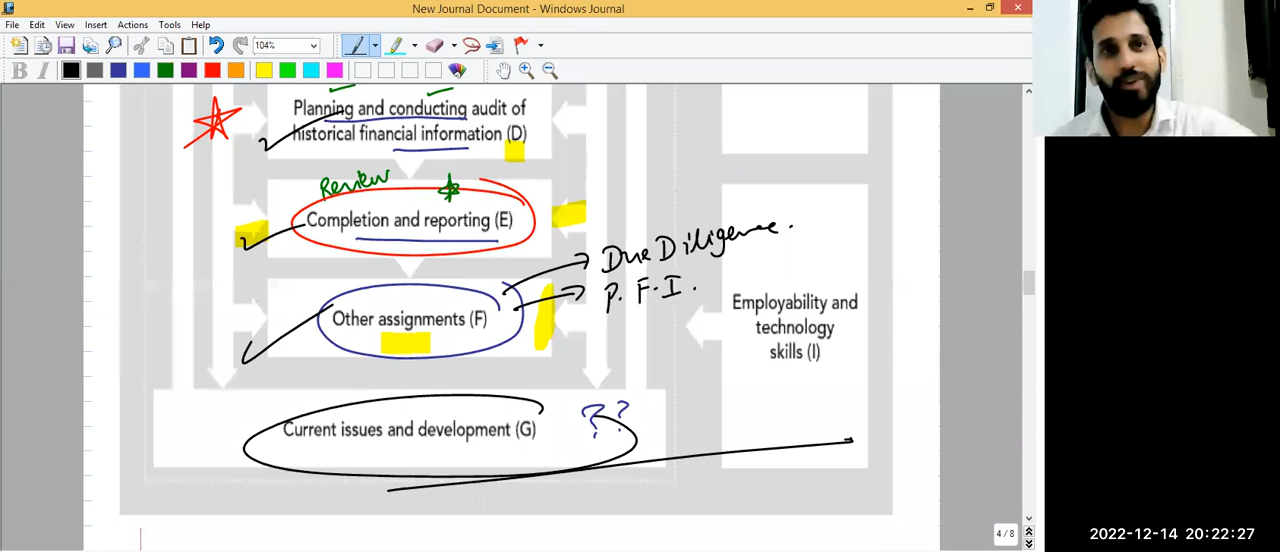 New Journal Document - Windows Journal
File Edit View Insert Actions Tools Help
104%
B I
Planning and conducting audit of
historical financial information (D)
Review
Completion and reporting (E)
Due Diligence.
P. F. I.
Other assignments (F)
Employability and
technology
skills (I)
Current issues and development (G)
??
4 / 8
2022-12-14 20:22:27